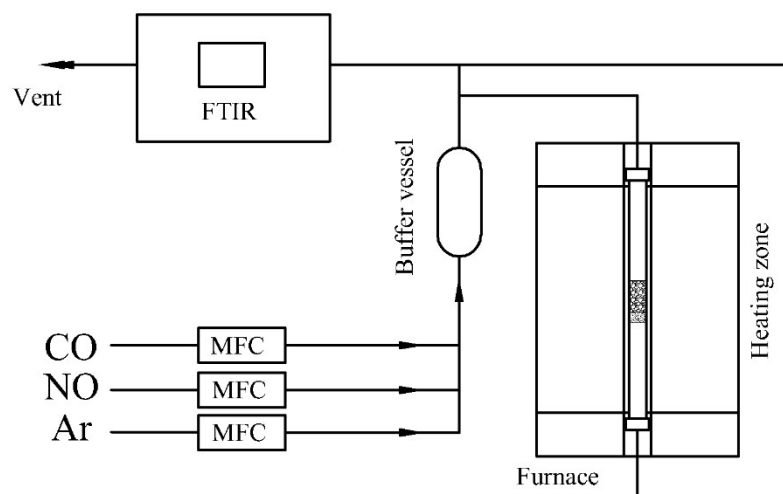 Vent
FTIR
Buffer vessel
Heating zone
CO
MFC
NO
MFC
Ar
MFC
Furnace